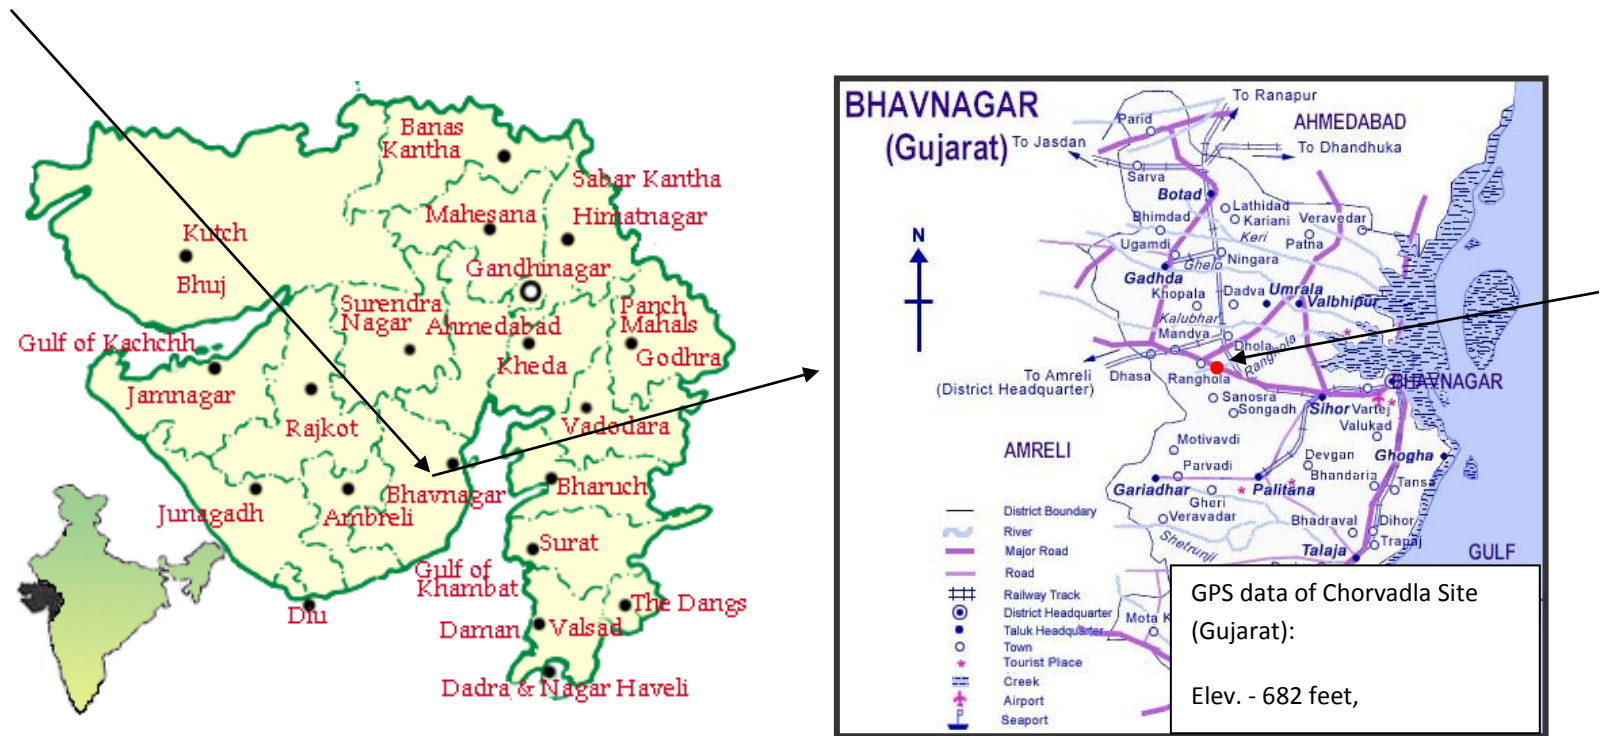 Banas
Kantha
Sabar Kantha
Mahesana
Himatnagar
Kutch
Bhuj
Gandhinagar
Surendra
Nagar
Ahmedabad
Panch
Mahals
Gulf of Kachchh
Kheda
Godhra
Jamnagar
Rajkot
Vadodara
Bhavnagar
Bharuch
Junagadh
Ambreli
Surat
Gulf of
Khambat
Diu
The Dangs
Daman
Valsad
Dadra & Nagar Haveli
BHAVNAGAR
(Gujarat)
To Ranapur
Parid
AHMEDABAD
To Jasdan
To Dhandhuka
Sarva
Botad
Lathidad
Bhimdad
Kariani
Veravedar
Keri
Patna
Ugamdi
Ghelo
Ningara
N
Gadhda
Khopala
Dadva
Umrala
Valbhipur
Kalubhar
Mandva
Dhola
Ranghola
To Amreli
(District Headquarter)
Dhasa
Ranghola
BHAVNAGAR
Sanosra
Songadh
Sihor
Vartej
Valukad
Motivavdi
AMRELI
Devgan
Ghogha
Parvadi
Bhandaria
Gariadhar
Gheri
Palitana
Tansa
Veravadar
Bhadraval
Dihor
Shetrunji
Trapaj
Talaja
GULF
Mota K
District Boundary
River
Major Road
Road
Railway Track
District Headquarter
Taluk Headquarter
Town
Tourist Place
Creek
Airport
Seaport
GPS data of Chorvadla Site
(Gujarat):
Elev. - 682 feet,